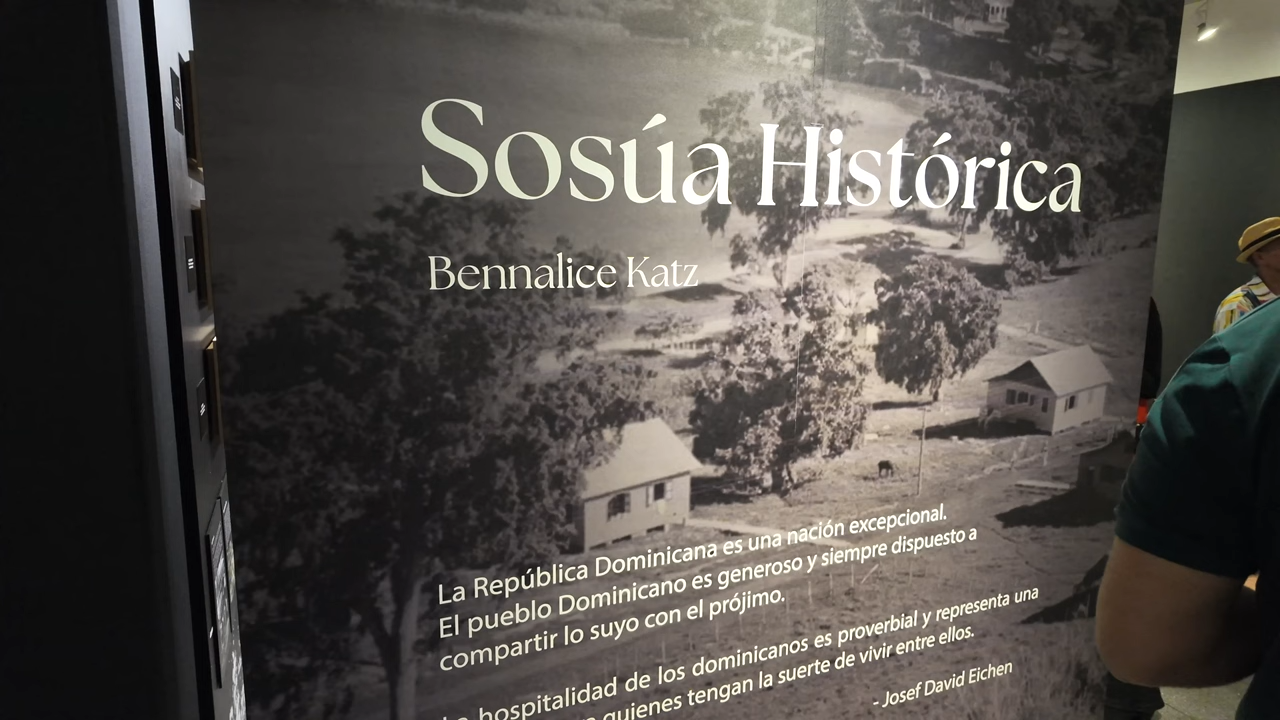 Sosúa Histórica
Bennalice Katz
La República Dominicana es una nación excepcional.
El pueblo Dominicano es generoso y siempre dispuesto a
compartir lo suyo con el prójimo.
hospitalidad de los dominicanos es proverbial y representa una
quienes tengan la suerte de vivir entre ellos.
- Josef David Eichen